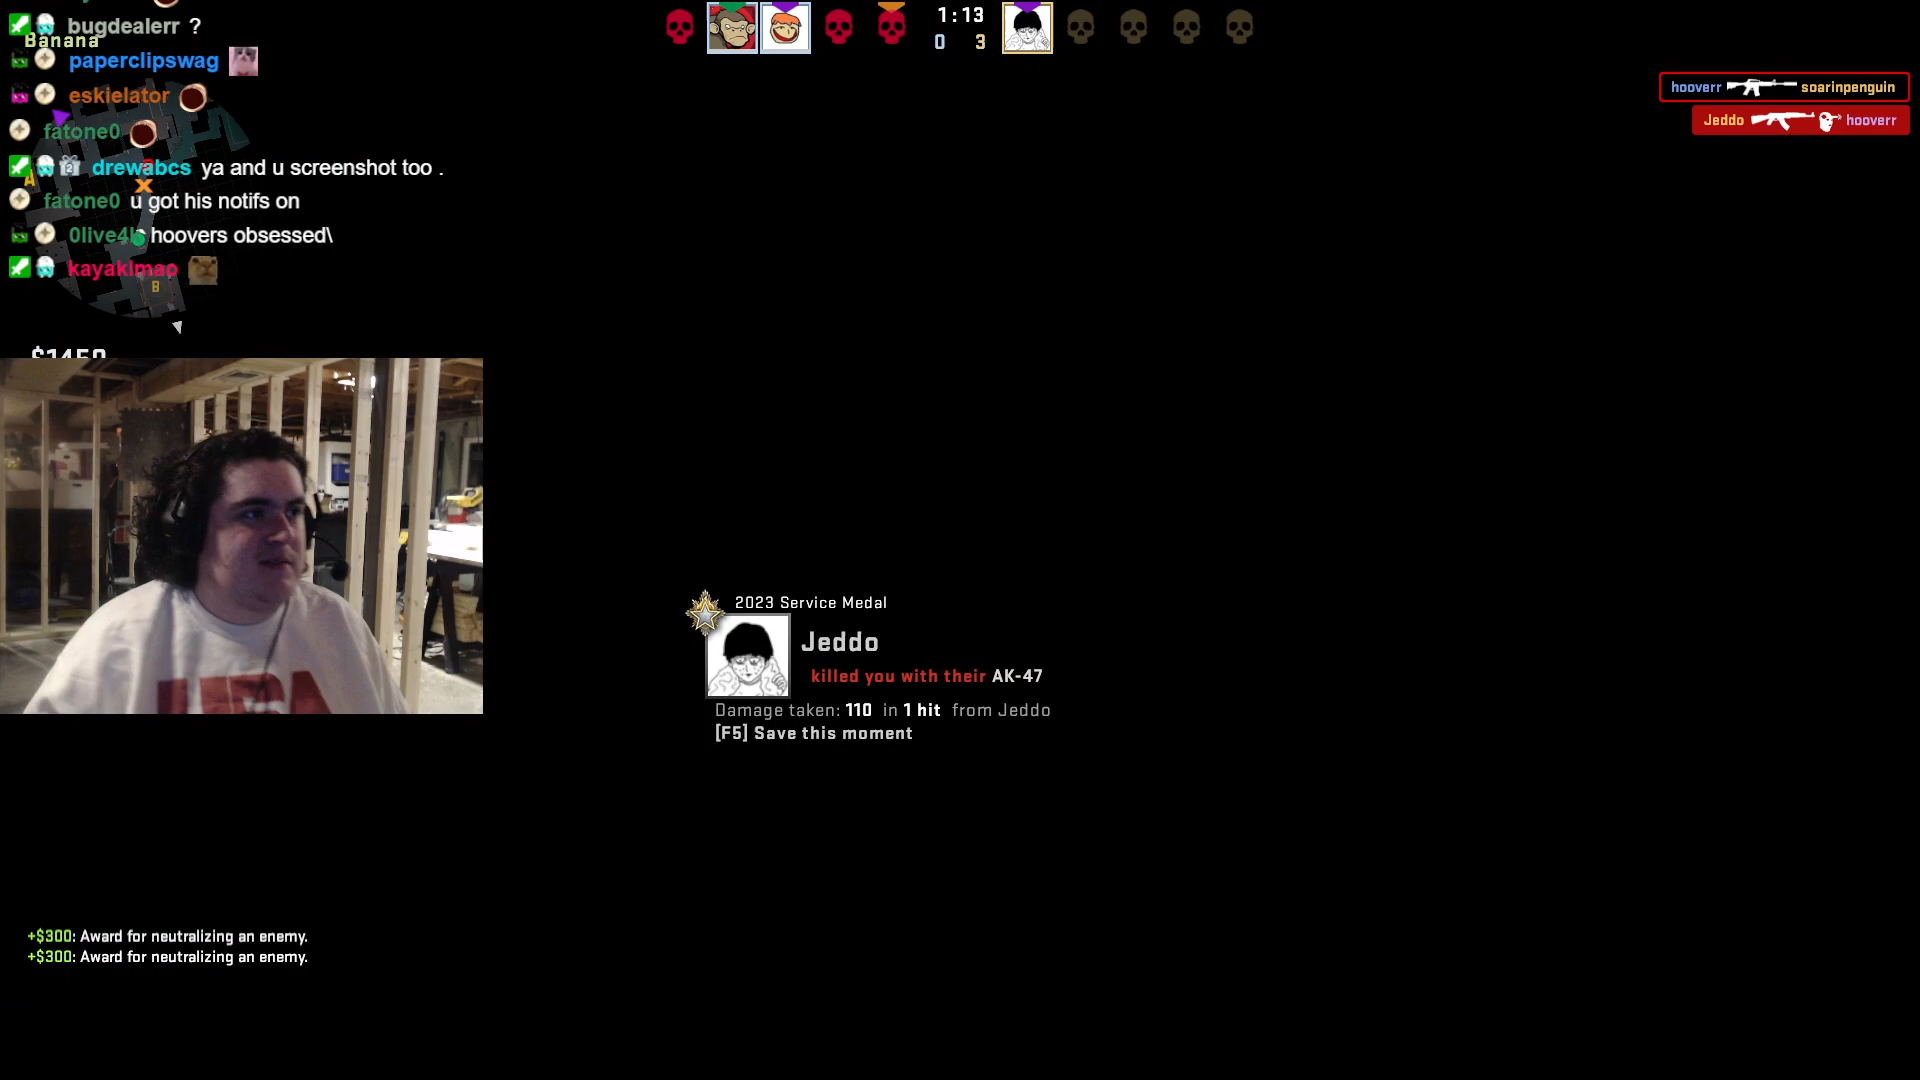 bugdealerr ?
Banana
paperclipswag
eskielator
fatone0
drewabcs ya and u screenshot too .
A
fatone0 u got his notifs on
hoovers obsessed\
kayaklmao
B
$1450
1:13
0 3
hooverr soarinpenguin
Jeddo hooverr
2023 Service Medal
Jeddo
killed you with their AK-47
Damage taken: 110 in 1 hit from Jeddo
[F5] Save this moment
+$300: Award for neutralizing an enemy.
+$300: Award for neutralizing an enemy.